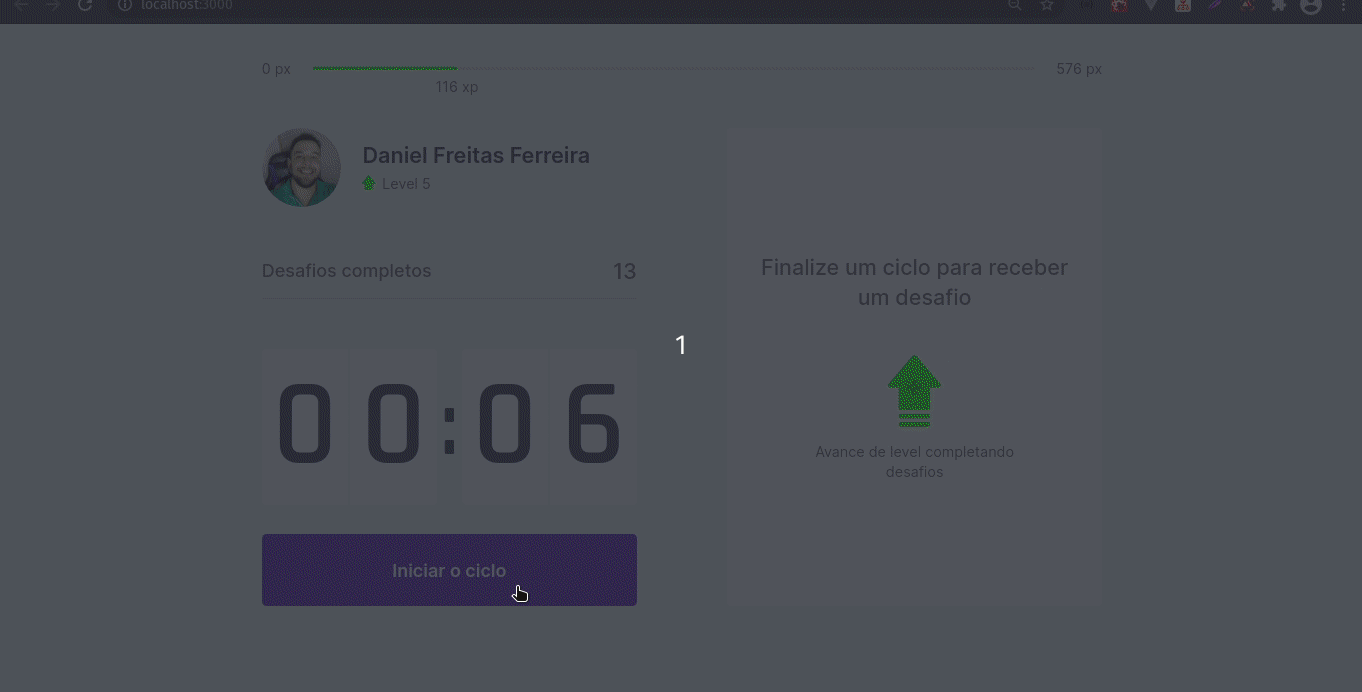 localhost:3000
0 px
576 px
116 xp
Daniel Freitas Ferreira
Level 5
Desafios completos
13
00:06
Iniciar o ciclo
1
Finalize um ciclo para receber
um desafio
Avance de level completando
desafios